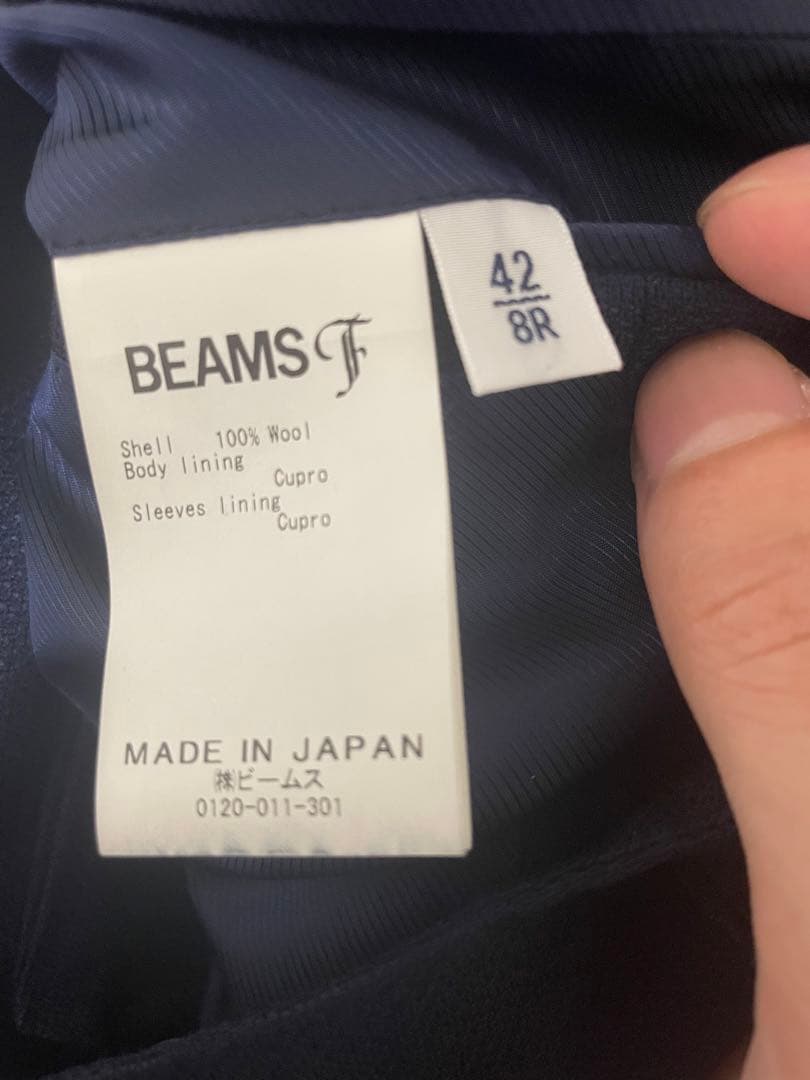 BEAMS F
Shell 100% Wool
Body lining
Cupro
Sleeves lining
Cupro
MADE IN JAPAN
㈱ビームス
0120-011-301
42
8R